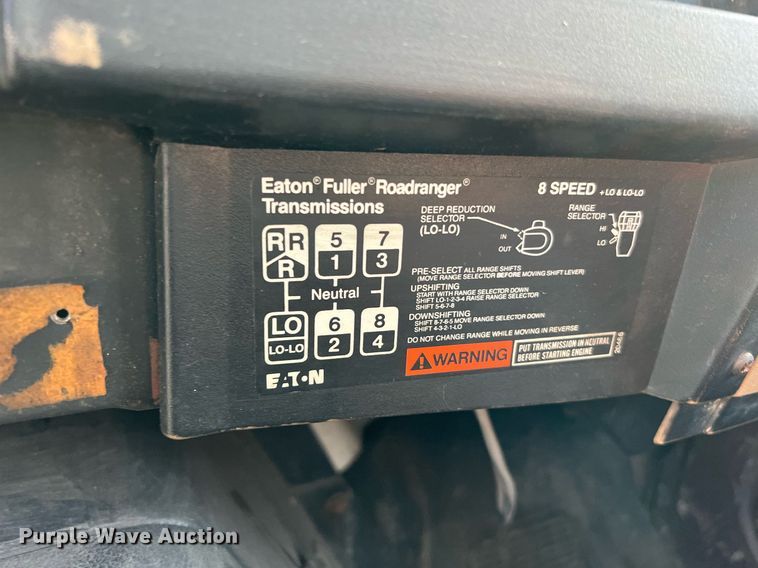 Eaton® Fuller® Roadranger®
Transmissions
8 SPEED + LO & LO-LO
DEEP REDUCTION
SELECTOR
(LO-LO)
IN
OUT
RANGE
SELECTOR
HI
LO
R R 5 7
R 1 3
Neutral
LO 6 8
LO-LO 2 4
PRE-SELECT ALL RANGE SHIFTS
(MOVE RANGE SELECTOR BEFORE MOVING SHIFT LEVER)
UPSHIFTING
START WITH RANGE SELECTOR DOWN
SHIFT LO-1-2-3-4 RAISE RANGE SELECTOR
SHIFT 5-6-7-8
DOWNSHIFTING
SHIFT 8-7-6-5 MOVE RANGE SELECTOR DOWN
SHIFT 4-3-2-1-LO
DO NOT CHANGE RANGE WHILE MOVING IN REVERSE
WARNING
PUT TRANSMISSION IN NEUTRAL
BEFORE STARTING ENGINE
EATON
Purple Wave Auction